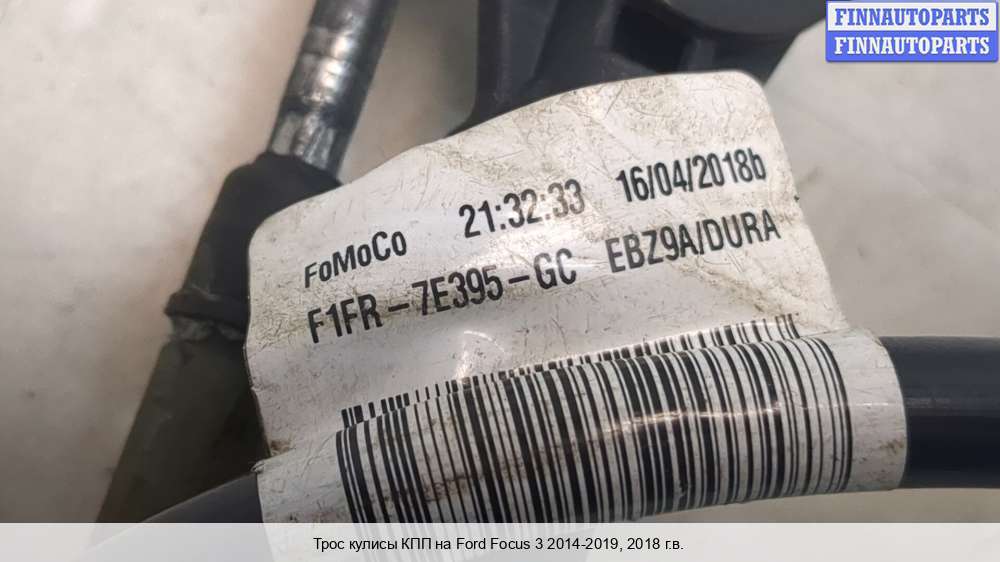 FINNAUTOPARTS
FINNAUTOPARTS
FoMoCo 21:32:33 16/04/2018b
F1FR-7E395-GC EBZ9A/DURA
Трос кулисы КПП на Ford Focus 3 2014-2019, 2018 г.в.